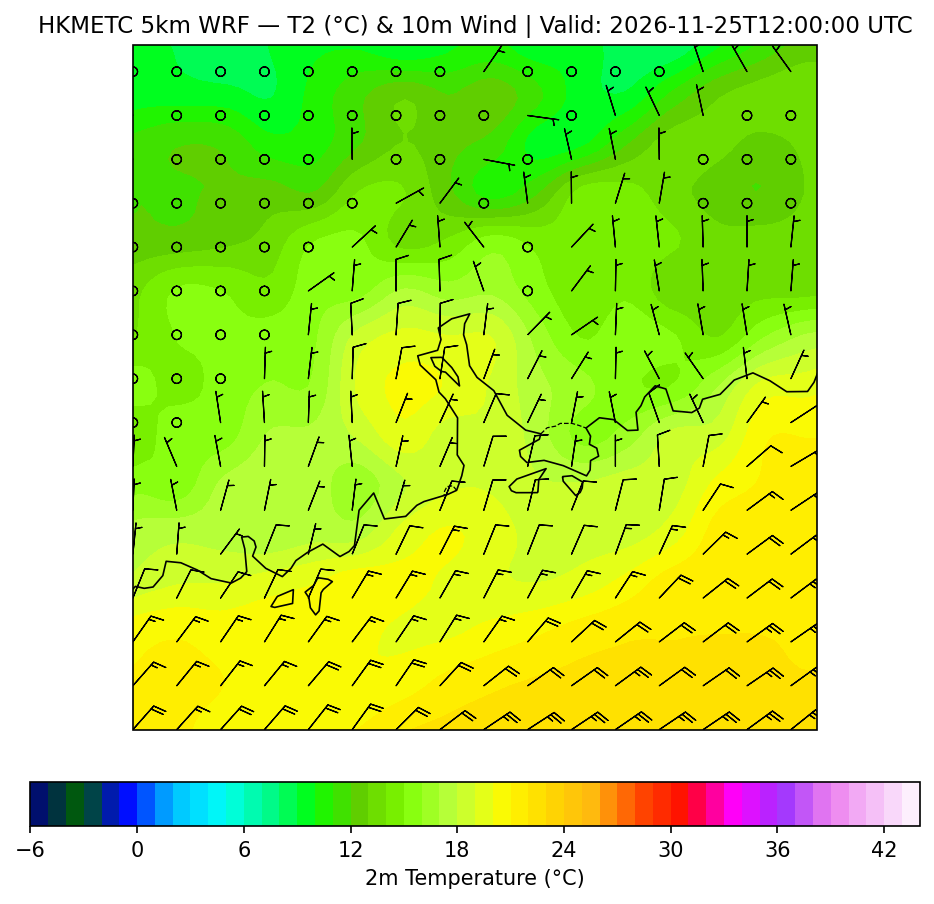 HKMETC 5km WRF — T2 (°C) & 10m Wind | Valid: 2026-11-25T12:00:00 UTC
−6 0 6 12 18 24 30 36 42
2m Temperature (°C)